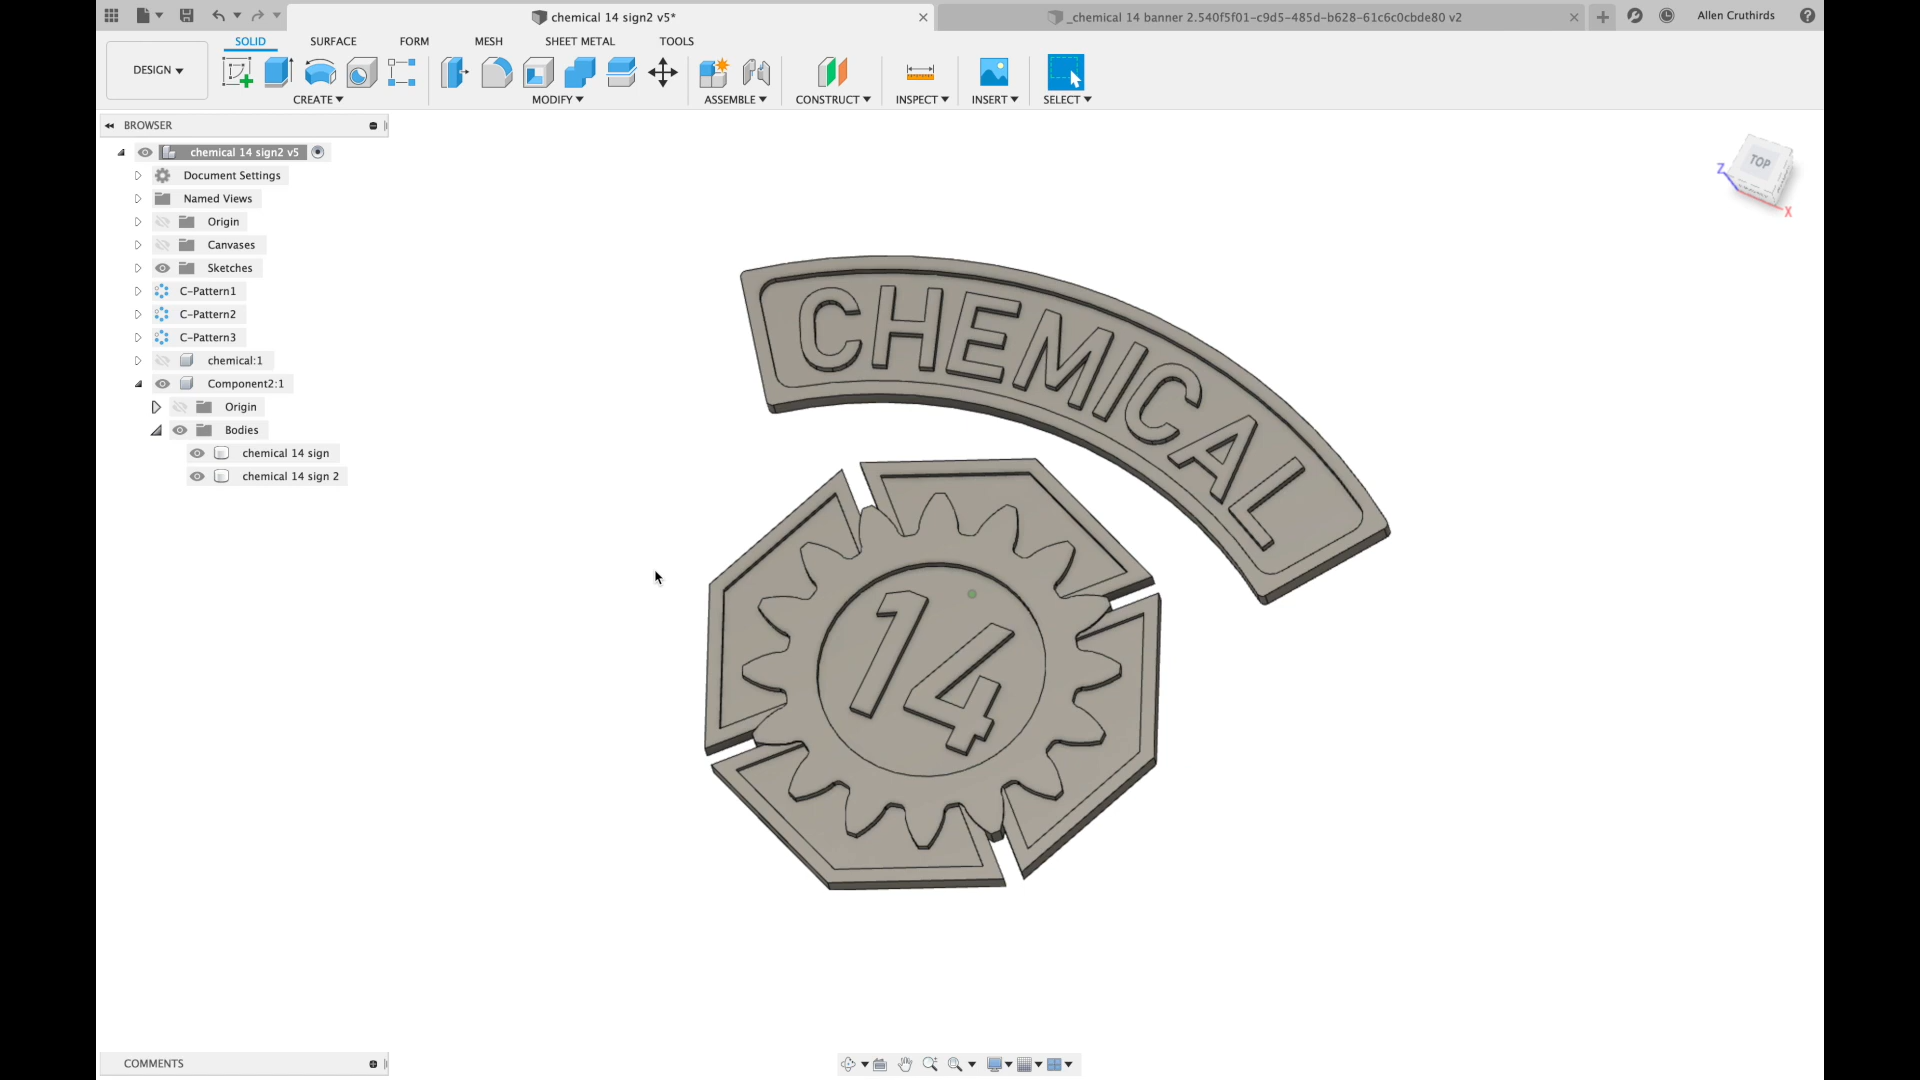 chemical 14 sign2 v5*
_chemical 14 banner 2.540f5f01-c9d5-485d-b628-61c6c0cbde80 v2
Allen Cruthirds
SOLID SURFACE FORM MESH SHEET METAL TOOLS
DESIGN
CREATE MODIFY ASSEMBLE CONSTRUCT INSPECT INSERT SELECT
BROWSER
chemical 14 sign2 v5
Document Settings
Named Views
Origin
Canvases
Sketches
C-Pattern1
C-Pattern2
C-Pattern3
chemical:1
Component2:1
Origin
Bodies
chemical 14 sign
chemical 14 sign 2
TOP
Z
X
CHEMICAL
14
COMMENTS